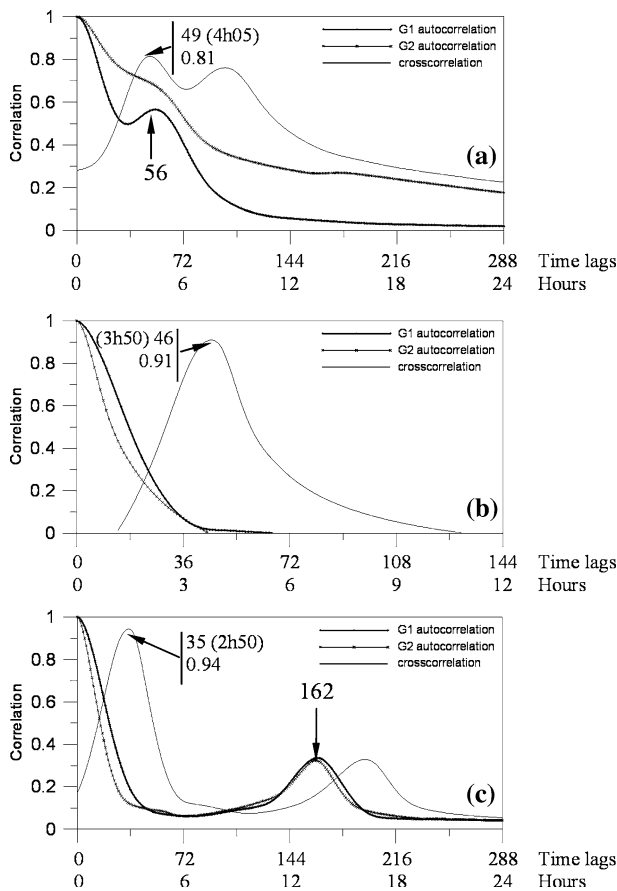 1
0.8
0.6
0.4
0.2
0
Correlation
49 (4h05)
0.81
56
G1 autocorrelation
G2 autocorrelation
crosscorrelation
(a)
0 72 144 216 288 Time lags
0 6 12 18 24 Hours
1
0.8
0.6
0.4
0.2
0
Correlation
(3h50) 46
0.91
G1 autocorrelation
G2 autocorrelation
crosscorrelation
(b)
0 36 72 108 144 Time lags
0 3 6 9 12 Hours
1
0.8
0.6
0.4
0.2
0
Correlation
35 (2h50)
0.94
162
G1 autocorrelation
G2 autocorrelation
crosscorrelation
(c)
0 72 144 216 288 Time lags
0 6 12 18 24 Hours